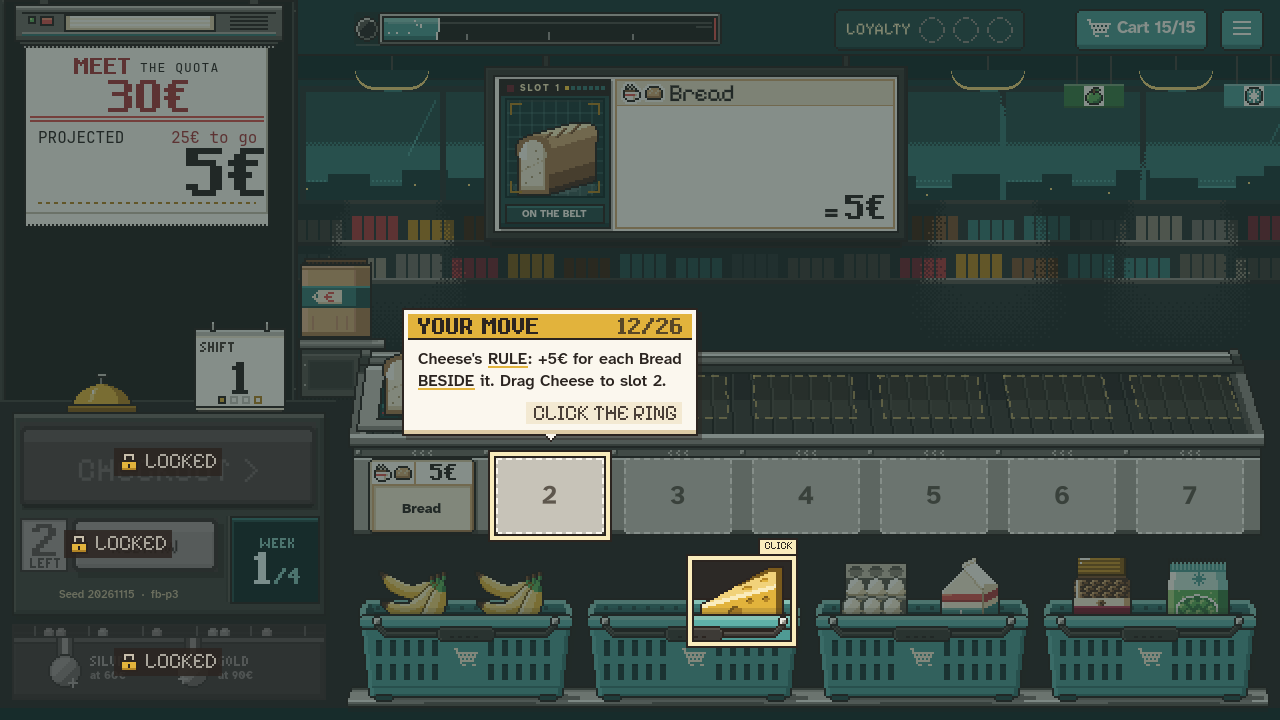 MEET THE QUOTA
30€
PROJECTED 25€ to go
5€
SHIFT
1
LOCKED
2
LEFT
LOCKED
WEEK
1/4
Seed 20261115 · fb-p3
LOCKED
at 90€
LOYALTY
Cart 15/15
SLOT 1
Bread
ON THE BELT
=5€
YOUR MOVE 12/26
Cheese's RULE: +5€ for each Bread
BESIDE it. Drag Cheese to slot 2.
CLICK THE RING
5€
Bread
2
3
4
5
6
7
CLICK